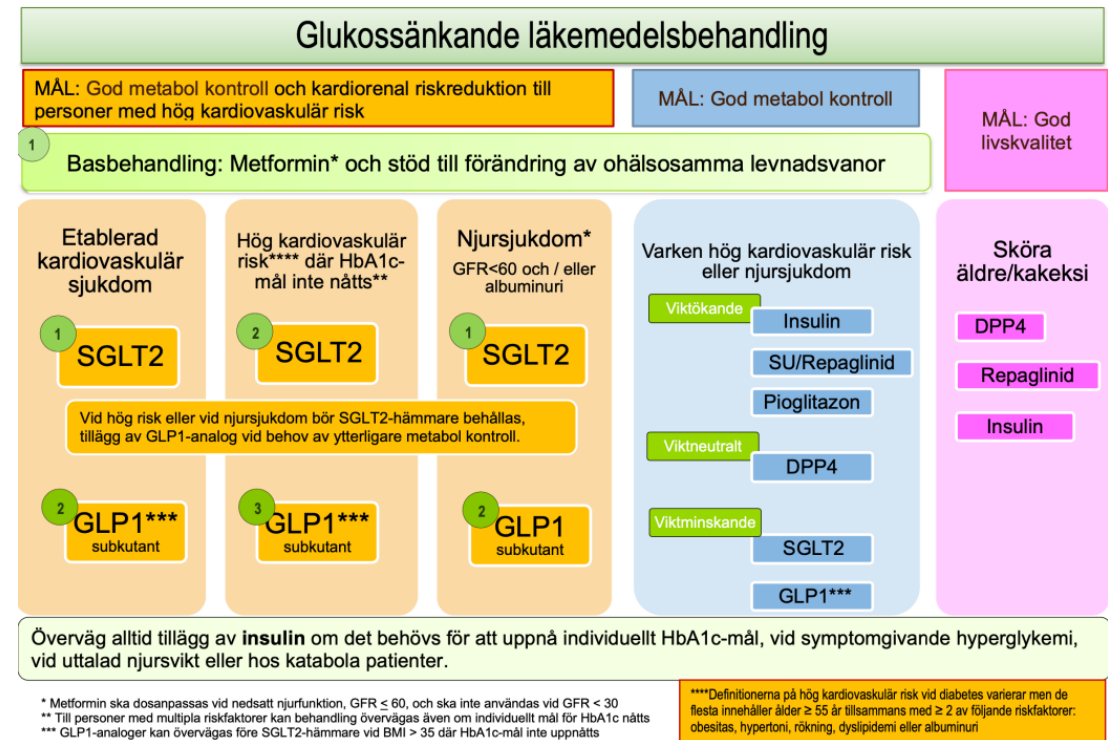 Glukossänkande läkemedelsbehandling
MÅL: God metabol kontroll och kardiorenal riskreduktion till
personer med hög kardiovaskulär risk
MÅL: God metabol kontroll
MÅL: God
livskvalitet
1
Basbehandling: Metformin* och stöd till förändring av ohälsosamma levnadsvanor
Etablerad
kardiovaskulär
sjukdom
1
SGLT2
Hög kardiovaskulär
risk**** där HbA1c-
mål inte nåtts**
2
SGLT2
Njursjukdom*
GFR<60 och / eller
albuminuri
1
SGLT2
Vid hög risk eller vid njursjukdom bör SGLT2-hämmare behållas,
tillägg av GLP1-analog vid behov av ytterligare metabol kontroll.
2
GLP1***
subkutant
3
GLP1***
subkutant
2
GLP1
subkutant
Varken hög kardiovaskulär risk
eller njursjukdom
Viktökande
Insulin
SU/Repaglinid
Pioglitazon
Viktneutralt
DPP4
Viktminskande
SGLT2
GLP1***
Sköra
äldre/kakeksi
DPP4
Repaglinid
Insulin
Överväg alltid tillägg av insulin om det behövs för att uppnå individuellt HbA1c-mål, vid symptomgivande hyperglykemi,
vid uttalad njursvikt eller hos katabola patienter.
* Metformin ska dosanpassas vid nedsatt njurfunktion, GFR ≤ 60, och ska inte användas vid GFR < 30
** Till personer med multipla riskfaktorer kan behandling övervägas även om individuellt mål för HbA1c nåtts
*** GLP1-analoger kan övervägas före SGLT2-hämmare vid BMI > 35 där HbA1c-mål inte uppnåtts
****Definitionerna på hög kardiovaskulär risk vid diabetes varierar men de
flesta innehåller ålder ≥ 55 år tillsammans med ≥ 2 av följande riskfaktorer:
obesitas, hypertoni, rökning, dyslipidemi eller albuminuri